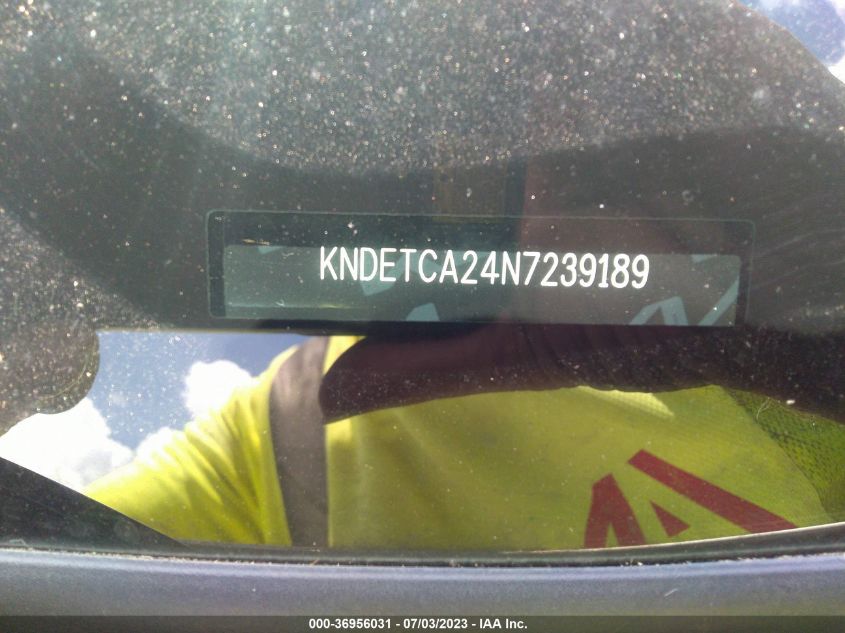 KNDETCA24N7239189
000-36956031 - 07/03/2023 - IAA Inc.